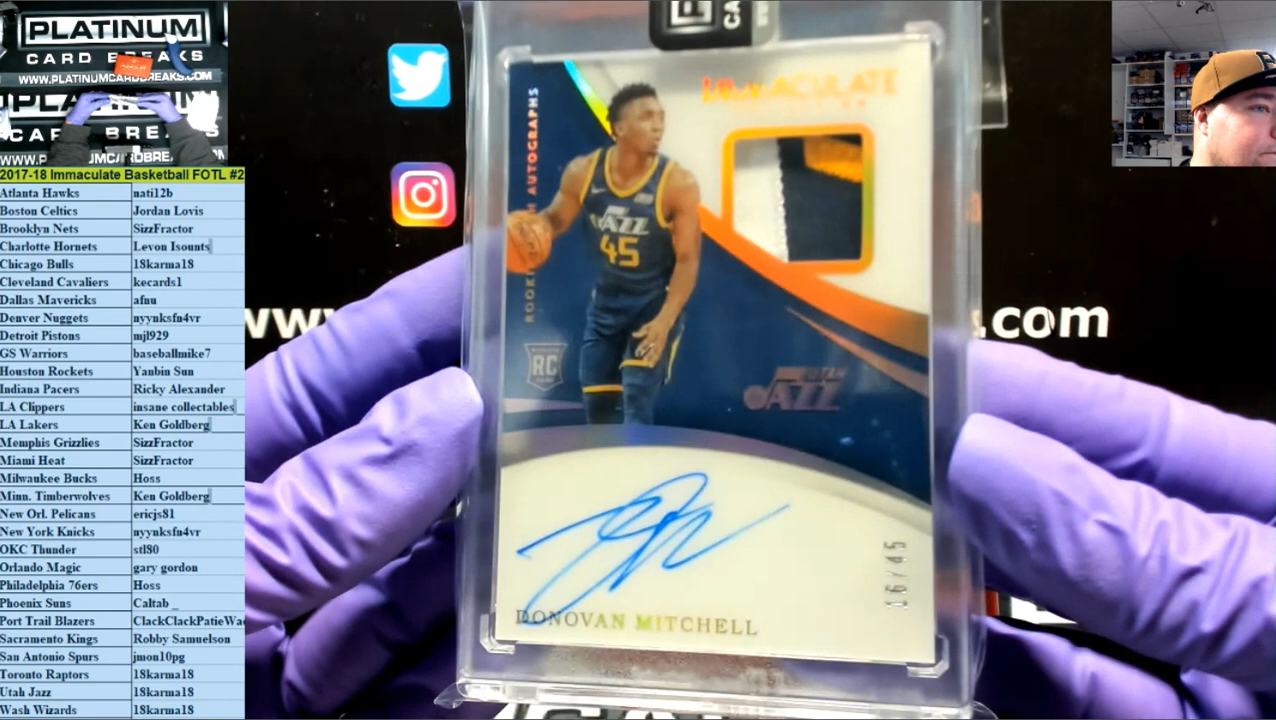 PLATINUM
CARD BREAKS
WWW.PLATINUMCARDBREAKS.COM
CARD BREAKS
2017-18 Immaculate Basketball FOTL #2
Atlanta Hawks nati12b
Boston Celtics Jordan Lovis
Brooklyn Nets SizzFractor
Charlotte Hornets Levon Isounts
Chicago Bulls 18karma18
Cleveland Cavaliers kecards1
Dallas Mavericks afnu
Denver Nuggets nyynksfn4vr
Detroit Pistons mjl929
GS Warriors baseballmike7
Houston Rockets Yanbin Sun
Indiana Pacers Ricky Alexander
LA Clippers insane collectables
LA Lakers Ken Goldberg
Memphis Grizzlies SizzFractor
Miami Heat SizzFractor
Milwaukee Bucks Hoss
Minn. Timberwolves Ken Goldberg
New Orl. Pelicans ericjs81
New York Knicks nyynksfn4vr
OKC Thunder stl80
Orlando Magic gary gordon
Philadelphia 76ers Hoss
Phoenix Suns Caltab _
Port Trail Blazers ClackClackPatieWa
Sacramento Kings Robby Samuelson
San Antonio Spurs jmon10pg
Toronto Raptors 18karma18
Utah Jazz 18karma18
Wash Wizards 18karma18
IMMACULATE
AUTOGRAPHS
JAZZ
45
RC
JAZZ
16/45
DONOVAN MITCHELL
www
.com